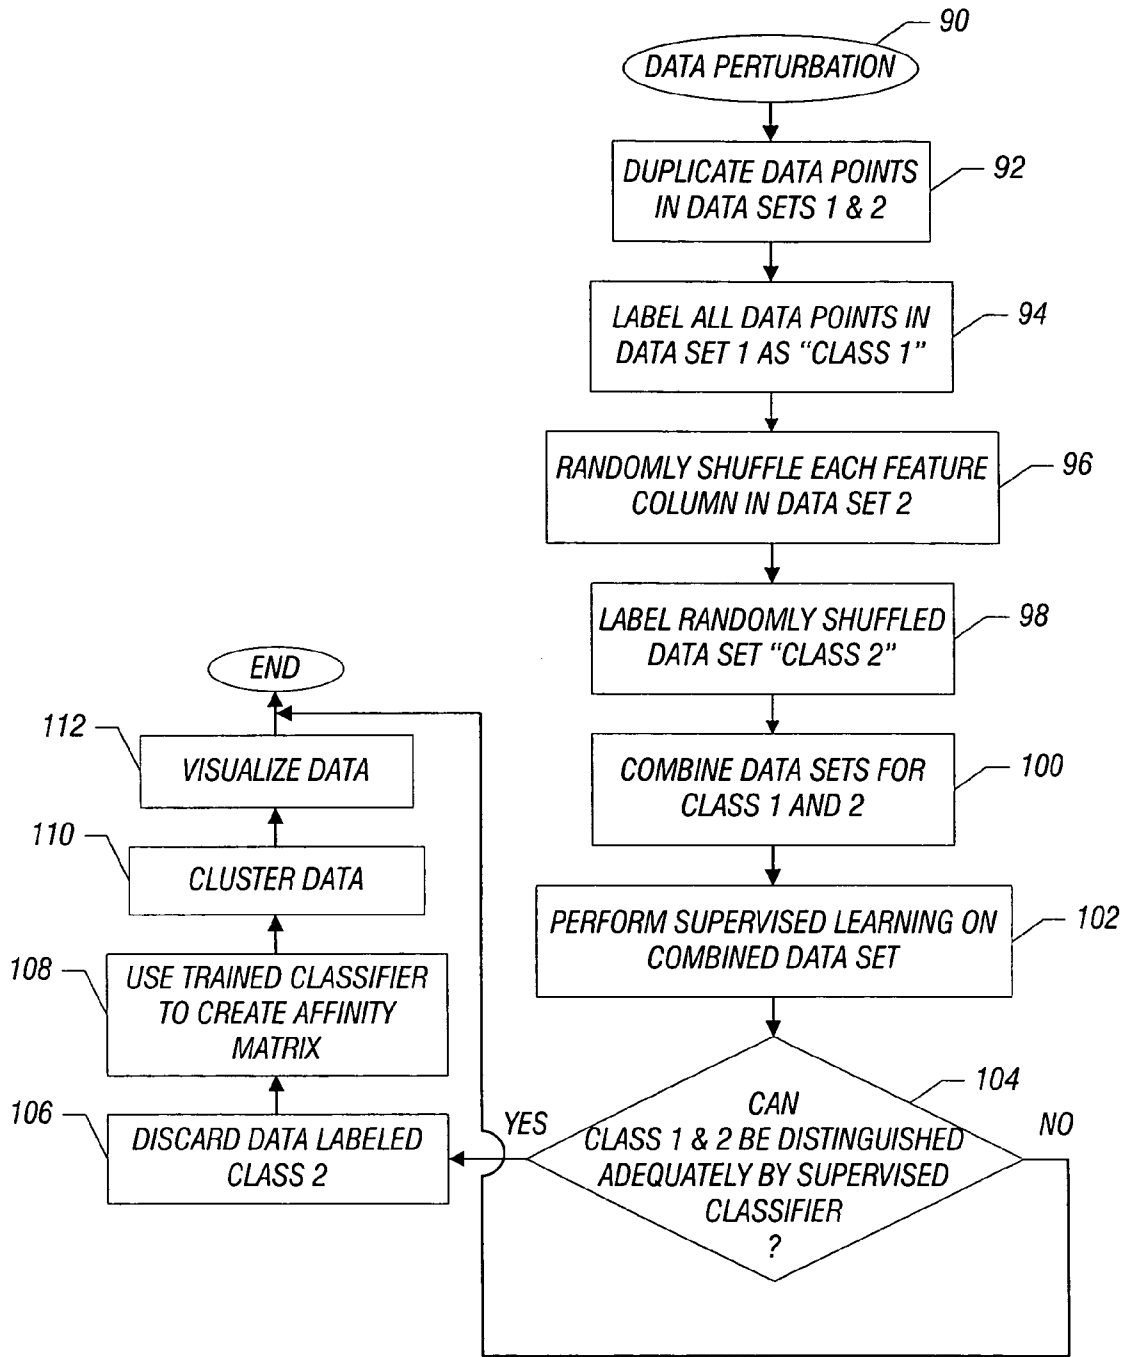 90
DATA PERTURBATION
92
DUPLICATE DATA POINTS
IN DATA SETS 1 & 2
94
LABEL ALL DATA POINTS IN
DATA SET 1 AS “CLASS 1”
96
RANDOMLY SHUFFLE EACH FEATURE
COLUMN IN DATA SET 2
98
LABEL RANDOMLY SHUFFLED
DATA SET “CLASS 2”
100
COMBINE DATA SETS FOR
CLASS 1 AND 2
102
PERFORM SUPERVISED LEARNING ON
COMBINED DATA SET
104
CAN
CLASS 1 & 2 BE DISTINGUISHED
ADEQUATELY BY SUPERVISED
CLASSIFIER
?
YES
NO
106
DISCARD DATA LABELED
CLASS 2
108
USE TRAINED CLASSIFIER
TO CREATE AFFINITY
MATRIX
110
CLUSTER DATA
112
VISUALIZE DATA
END